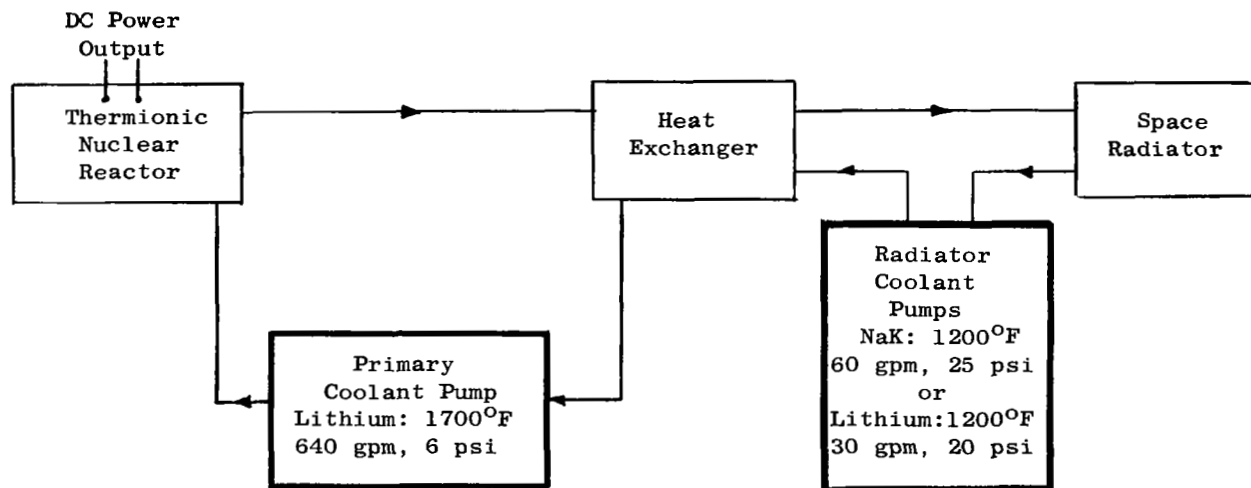 DC Power
Output
Thermionic
Nuclear
Reactor
Heat
Exchanger
Space
Radiator
Primary
Coolant Pump
Lithium: 1700°F
640 gpm, 6 psi
Radiator
Coolant
Pumps
NaK: 1200°F
60 gpm, 25 psi
or
Lithium:1200°F
30 gpm, 20 psi